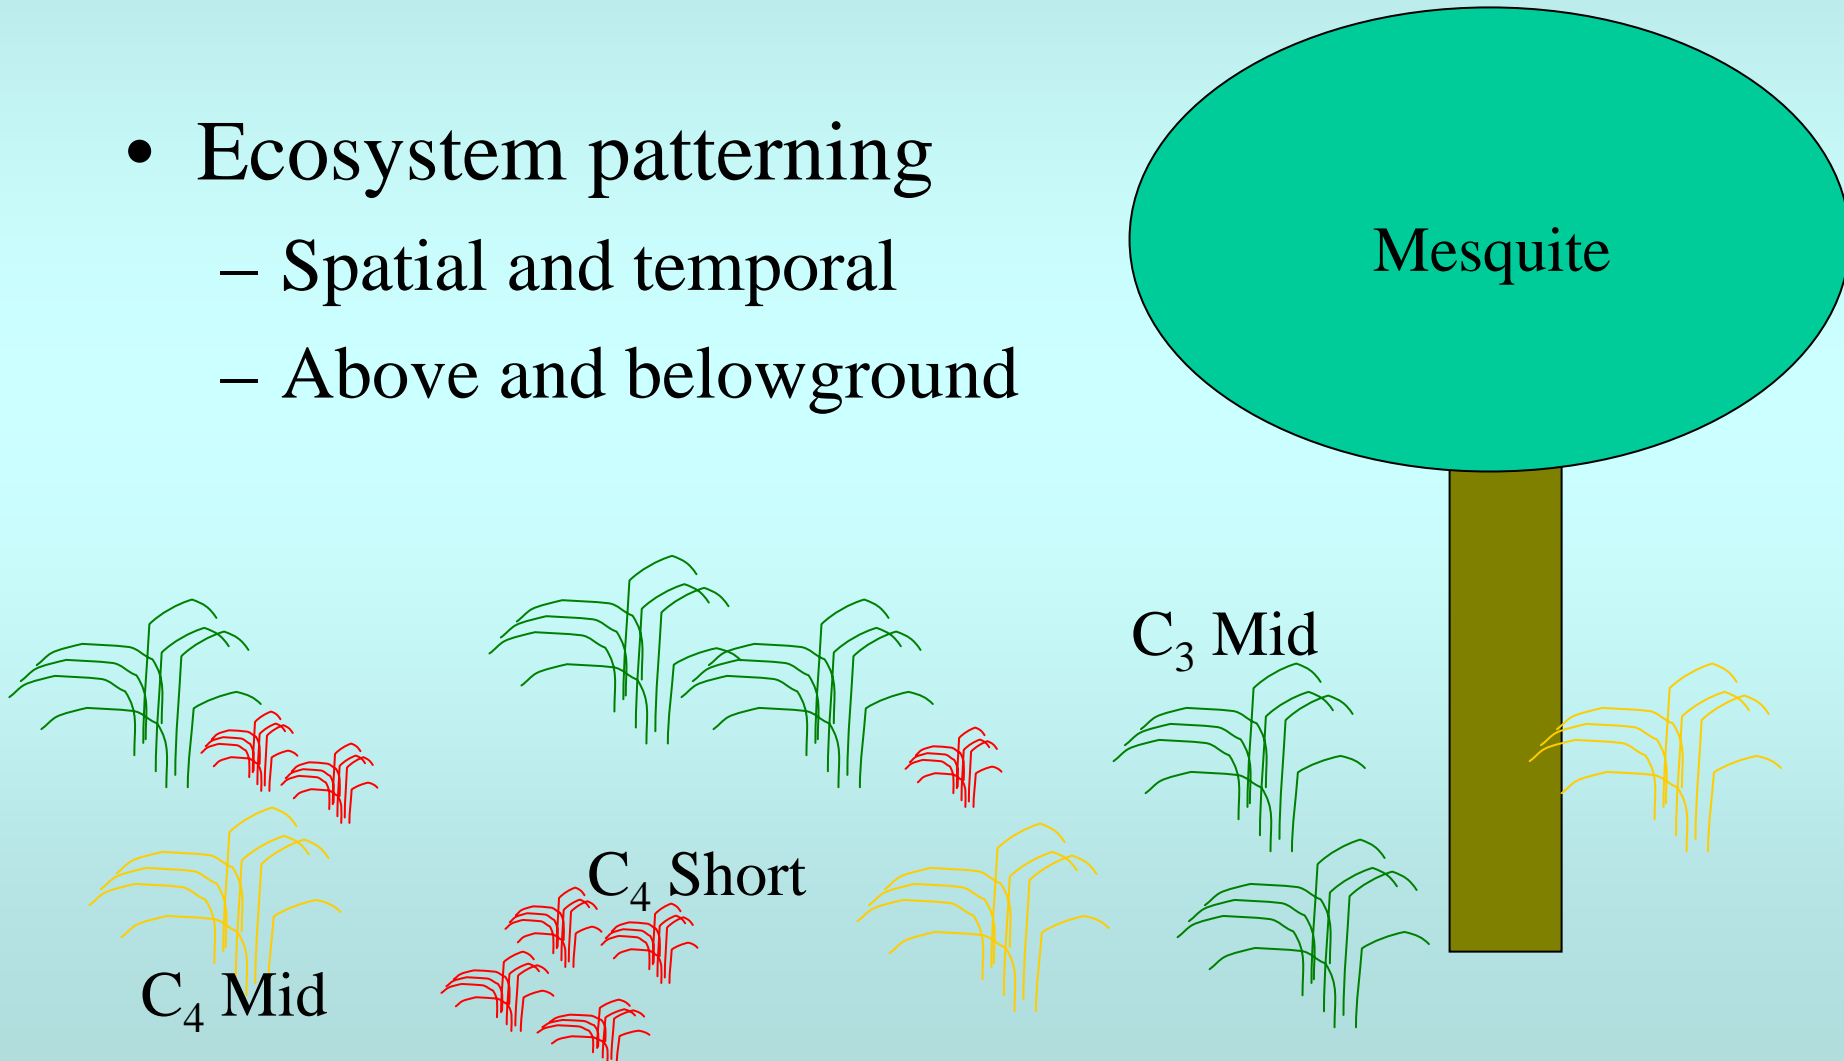 • Ecosystem patterning
– Spatial and temporal
– Above and belowground
Mesquite
C₃ Mid
C₄ Short
C₄ Mid